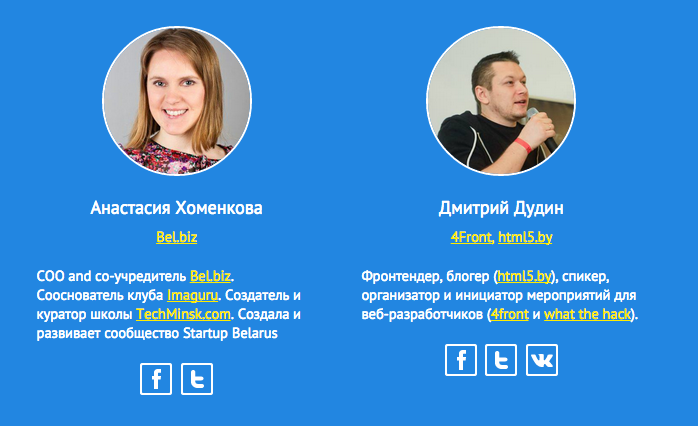 Анастасия Хоменкова
Bel.biz
COO and со-учредитель Bel.biz.
Сооснователь клуба Imaguru. Создатель и
куратор школы TechMinsk.com. Создала и
развивает сообщество Startup Belarus
Дмитрий Дудин
4Front, html5.by
Фронтендер, блогер (html5.by), спикер,
организатор и инициатор мероприятий для
веб-разработчиков (4front и what the hack).